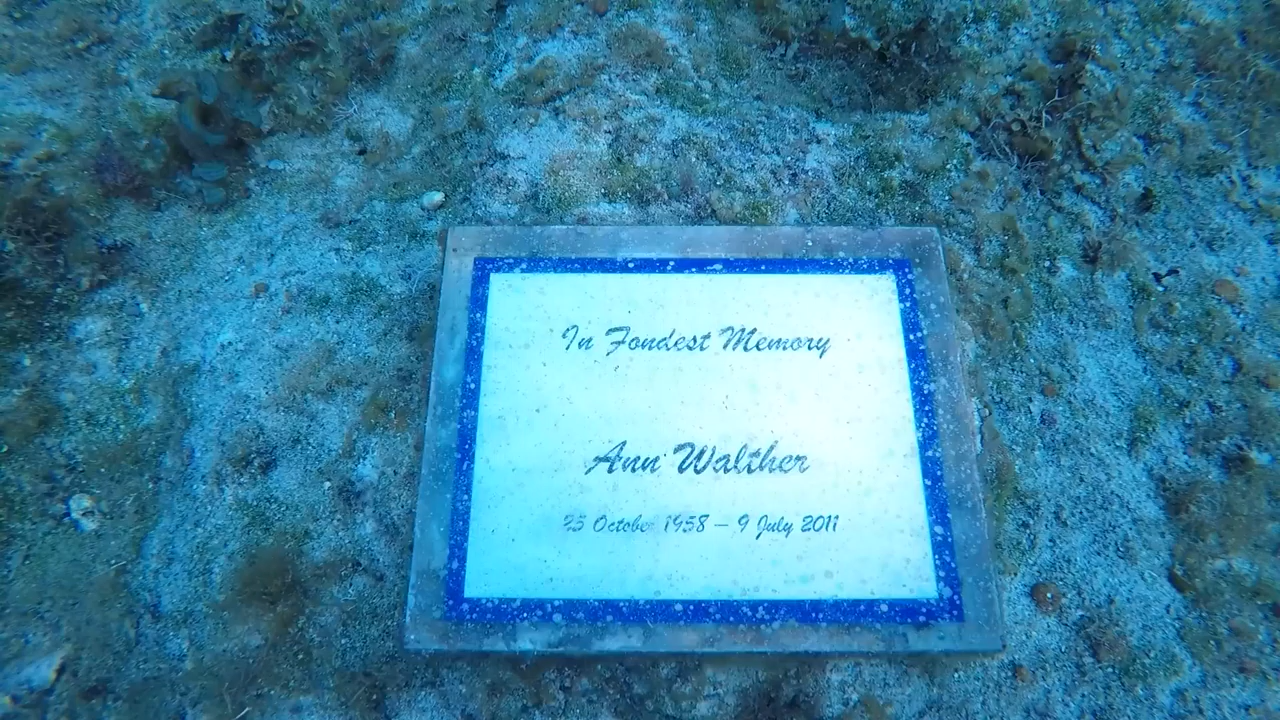 In Fondest Memory
Ann Walther
25 October 1958 – 9 July 2011